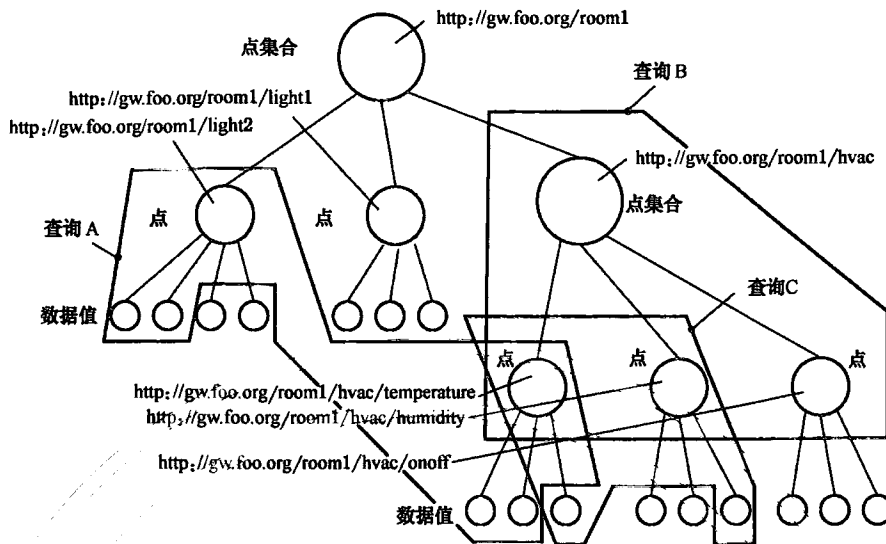 http://gw.foo.org/room1
点集合
查询B
http://gw.foo.org/room1/light1
http://gw.foo.org/room1/light2
http://gw.foo.org/room1/hvac
点集合
查询A
点
点
查询C
数据值
点
点
点
http://gw.foo.org/room1/hvac/temperature
http://gw.foo.org/room1/hvac/humidity
http://gw.foo.org/room1/hvac/onoff
数据值